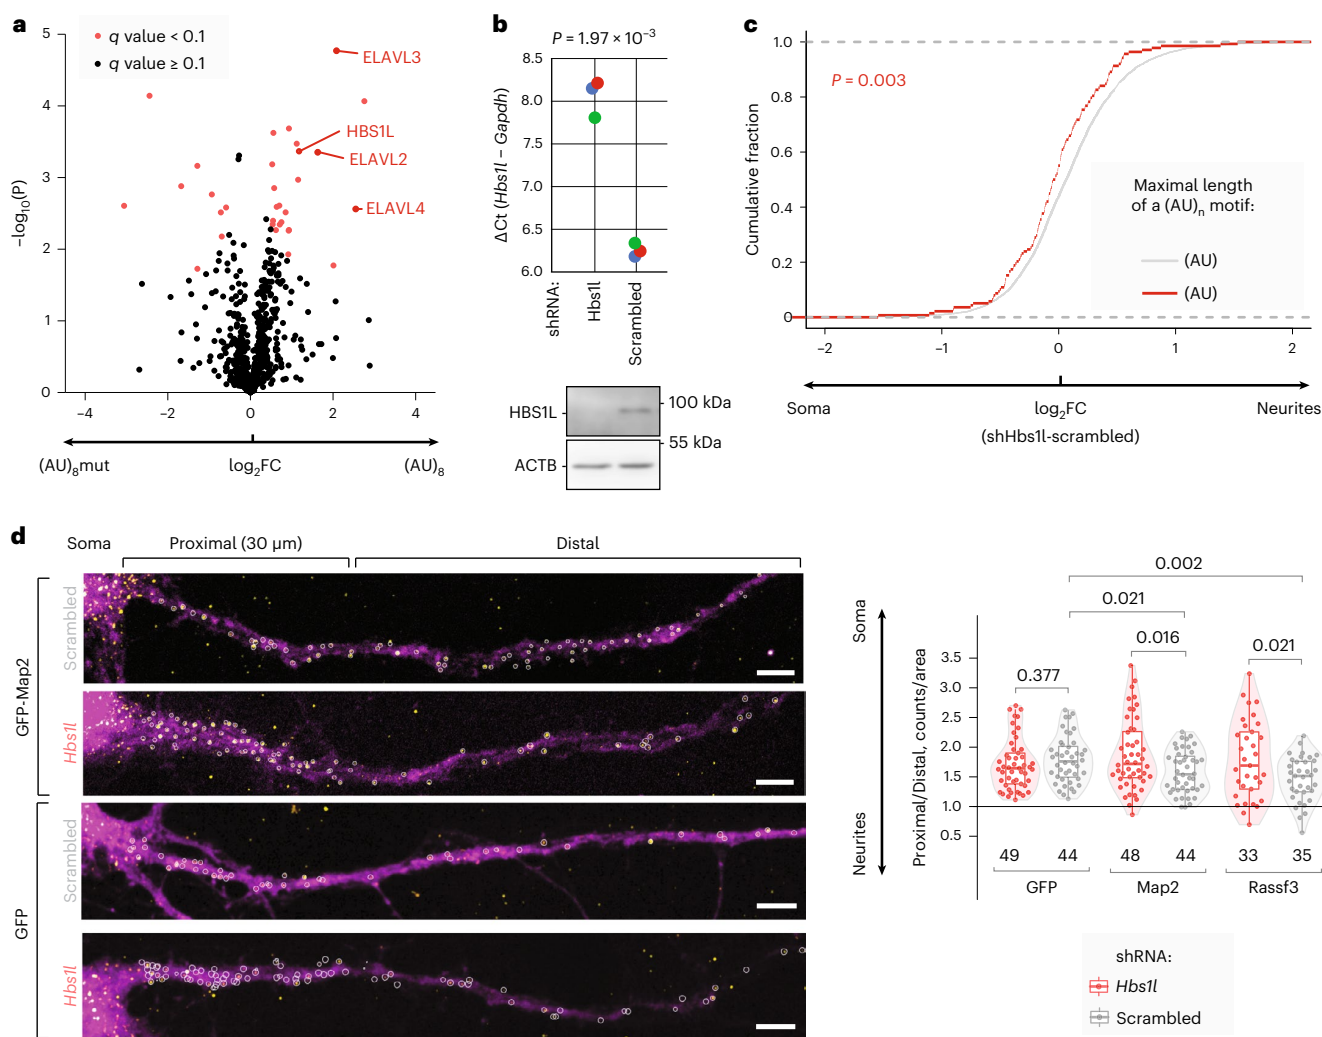 a
q value < 0.1
q value ≥ 0.1
5
4
3
2
1
0
−log10(P)
ELAVL3
HBS1L
ELAVL2
ELAVL4
−4
−2
0
2
4
(AU)8mut
log2FC
(AU)8
b
P = 1.97 × 10−3
8.5
8.0
7.5
7.0
6.5
6.0
ΔCt (Hbs1l − Gapdh)
shRNA:
Hbs1l
Scrambled
HBS1L
100 kDa
55 kDa
ACTB
c
1.0
0.8
0.6
0.4
0.2
0
Cumulative fraction
P = 0.003
Maximal length
of a (AU)n motif:
(AU)
(AU)
−2
−1
0
1
2
Soma
log2FC
Neurites
(shHbs1l-scrambled)
d
Soma
Proximal (30 µm)
Distal
GFP-Map2
Scrambled
Hbs1l
GFP
Scrambled
Hbs1l
Soma
Neurites
Proximal/Distal, counts/area
3.5
3.0
2.5
2.0
1.5
1.0
0.5
0.002
0.021
0.016
0.021
0.377
49
44
48
44
33
35
GFP
Map2
Rassf3
shRNA:
Hbs1l
Scrambled